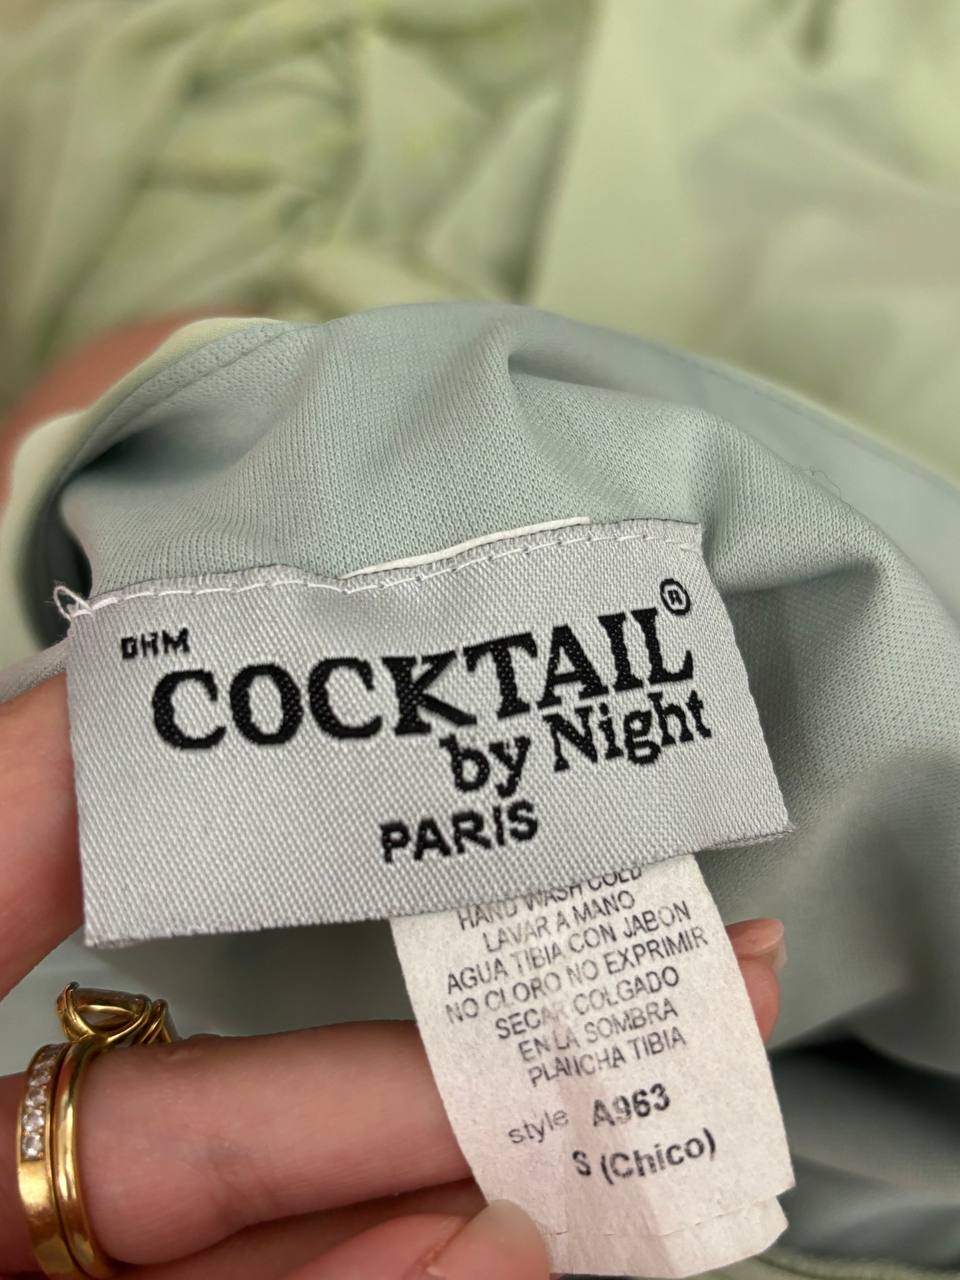 GHM
COCKTAIL®
by Night
PARIS
HAND WASH COLD
LAVAR A MANO
AGUA TIBIA CON JABON
NO CLORO NO EXPRIMIR
SECAR COLGADO
EN LA SOMBRA
PLANCHA TIBIA
style A963
S (Chico)